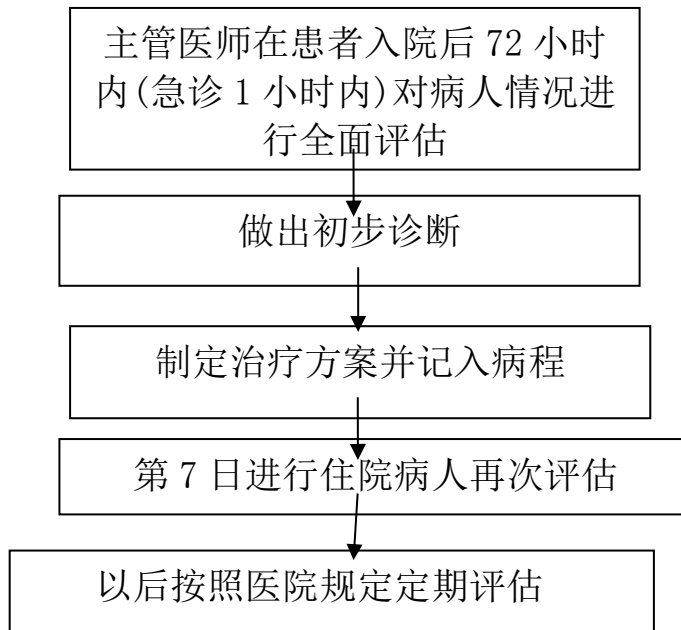 主管医师在患者入院后 72 小时
内(急诊 1 小时内)对病人情况进
行全面评估
做出初步诊断
制定治疗方案并记入病程
第 7 日进行住院病人再次评估
以后按照医院规定定期评估